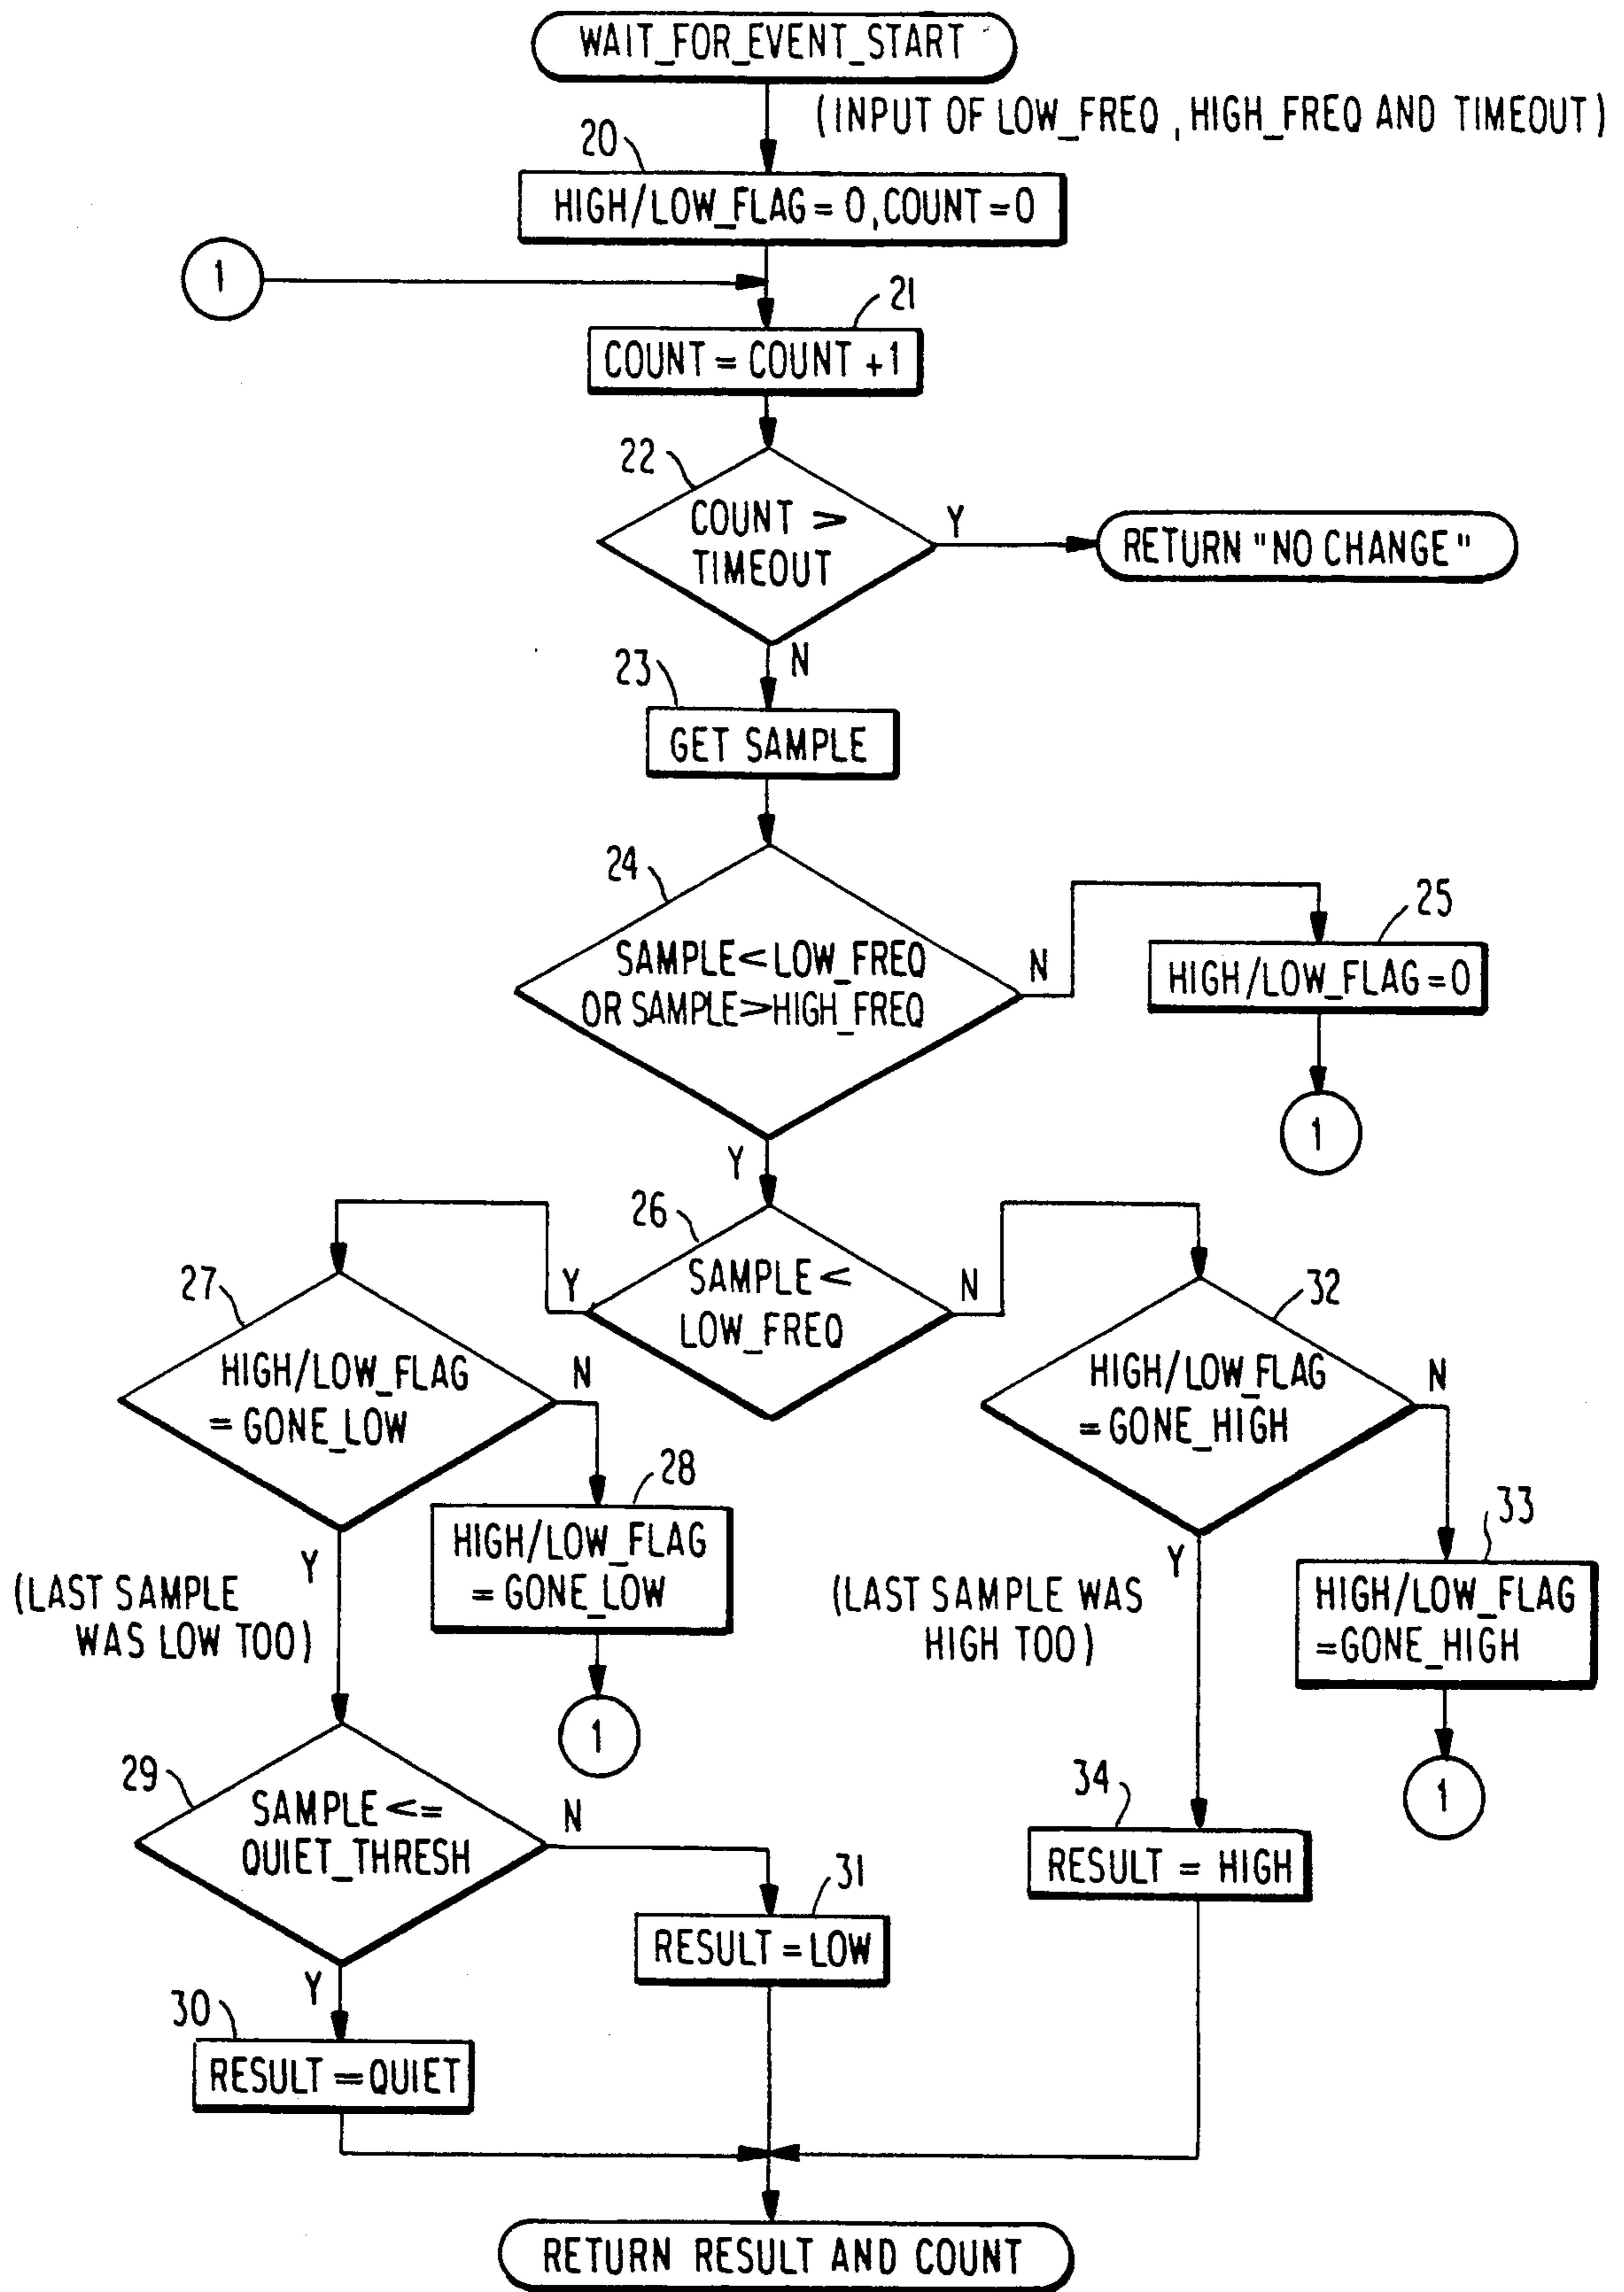 WAIT_FOR_EVENT_START
(INPUT OF LOW_FREQ, HIGH_FREQ AND TIMEOUT)
20
HIGH/LOW_FLAG = 0, COUNT = 0
1
21
COUNT = COUNT +1
22
COUNT >
TIMEOUT
Y
RETURN "NO CHANGE"
N
23
GET SAMPLE
24
SAMPLE < LOW_FREQ
OR SAMPLE > HIGH_FREQ
N
25
HIGH/LOW_FLAG = 0
1
Y
26
SAMPLE <
LOW_FREQ
Y
N
27
HIGH/LOW_FLAG
= GONE_LOW
N
28
HIGH/LOW_FLAG
= GONE_LOW
1
Y
(LAST SAMPLE
WAS LOW TOO)
32
HIGH/LOW_FLAG
= GONE_HIGH
N
33
HIGH/LOW_FLAG
=GONE_HIGH
1
Y
(LAST SAMPLE WAS
HIGH TOO)
29
SAMPLE <=
QUIET_THRESH
N
31
RESULT = LOW
34
RESULT = HIGH
Y
30
RESULT = QUIET
RETURN RESULT AND COUNT